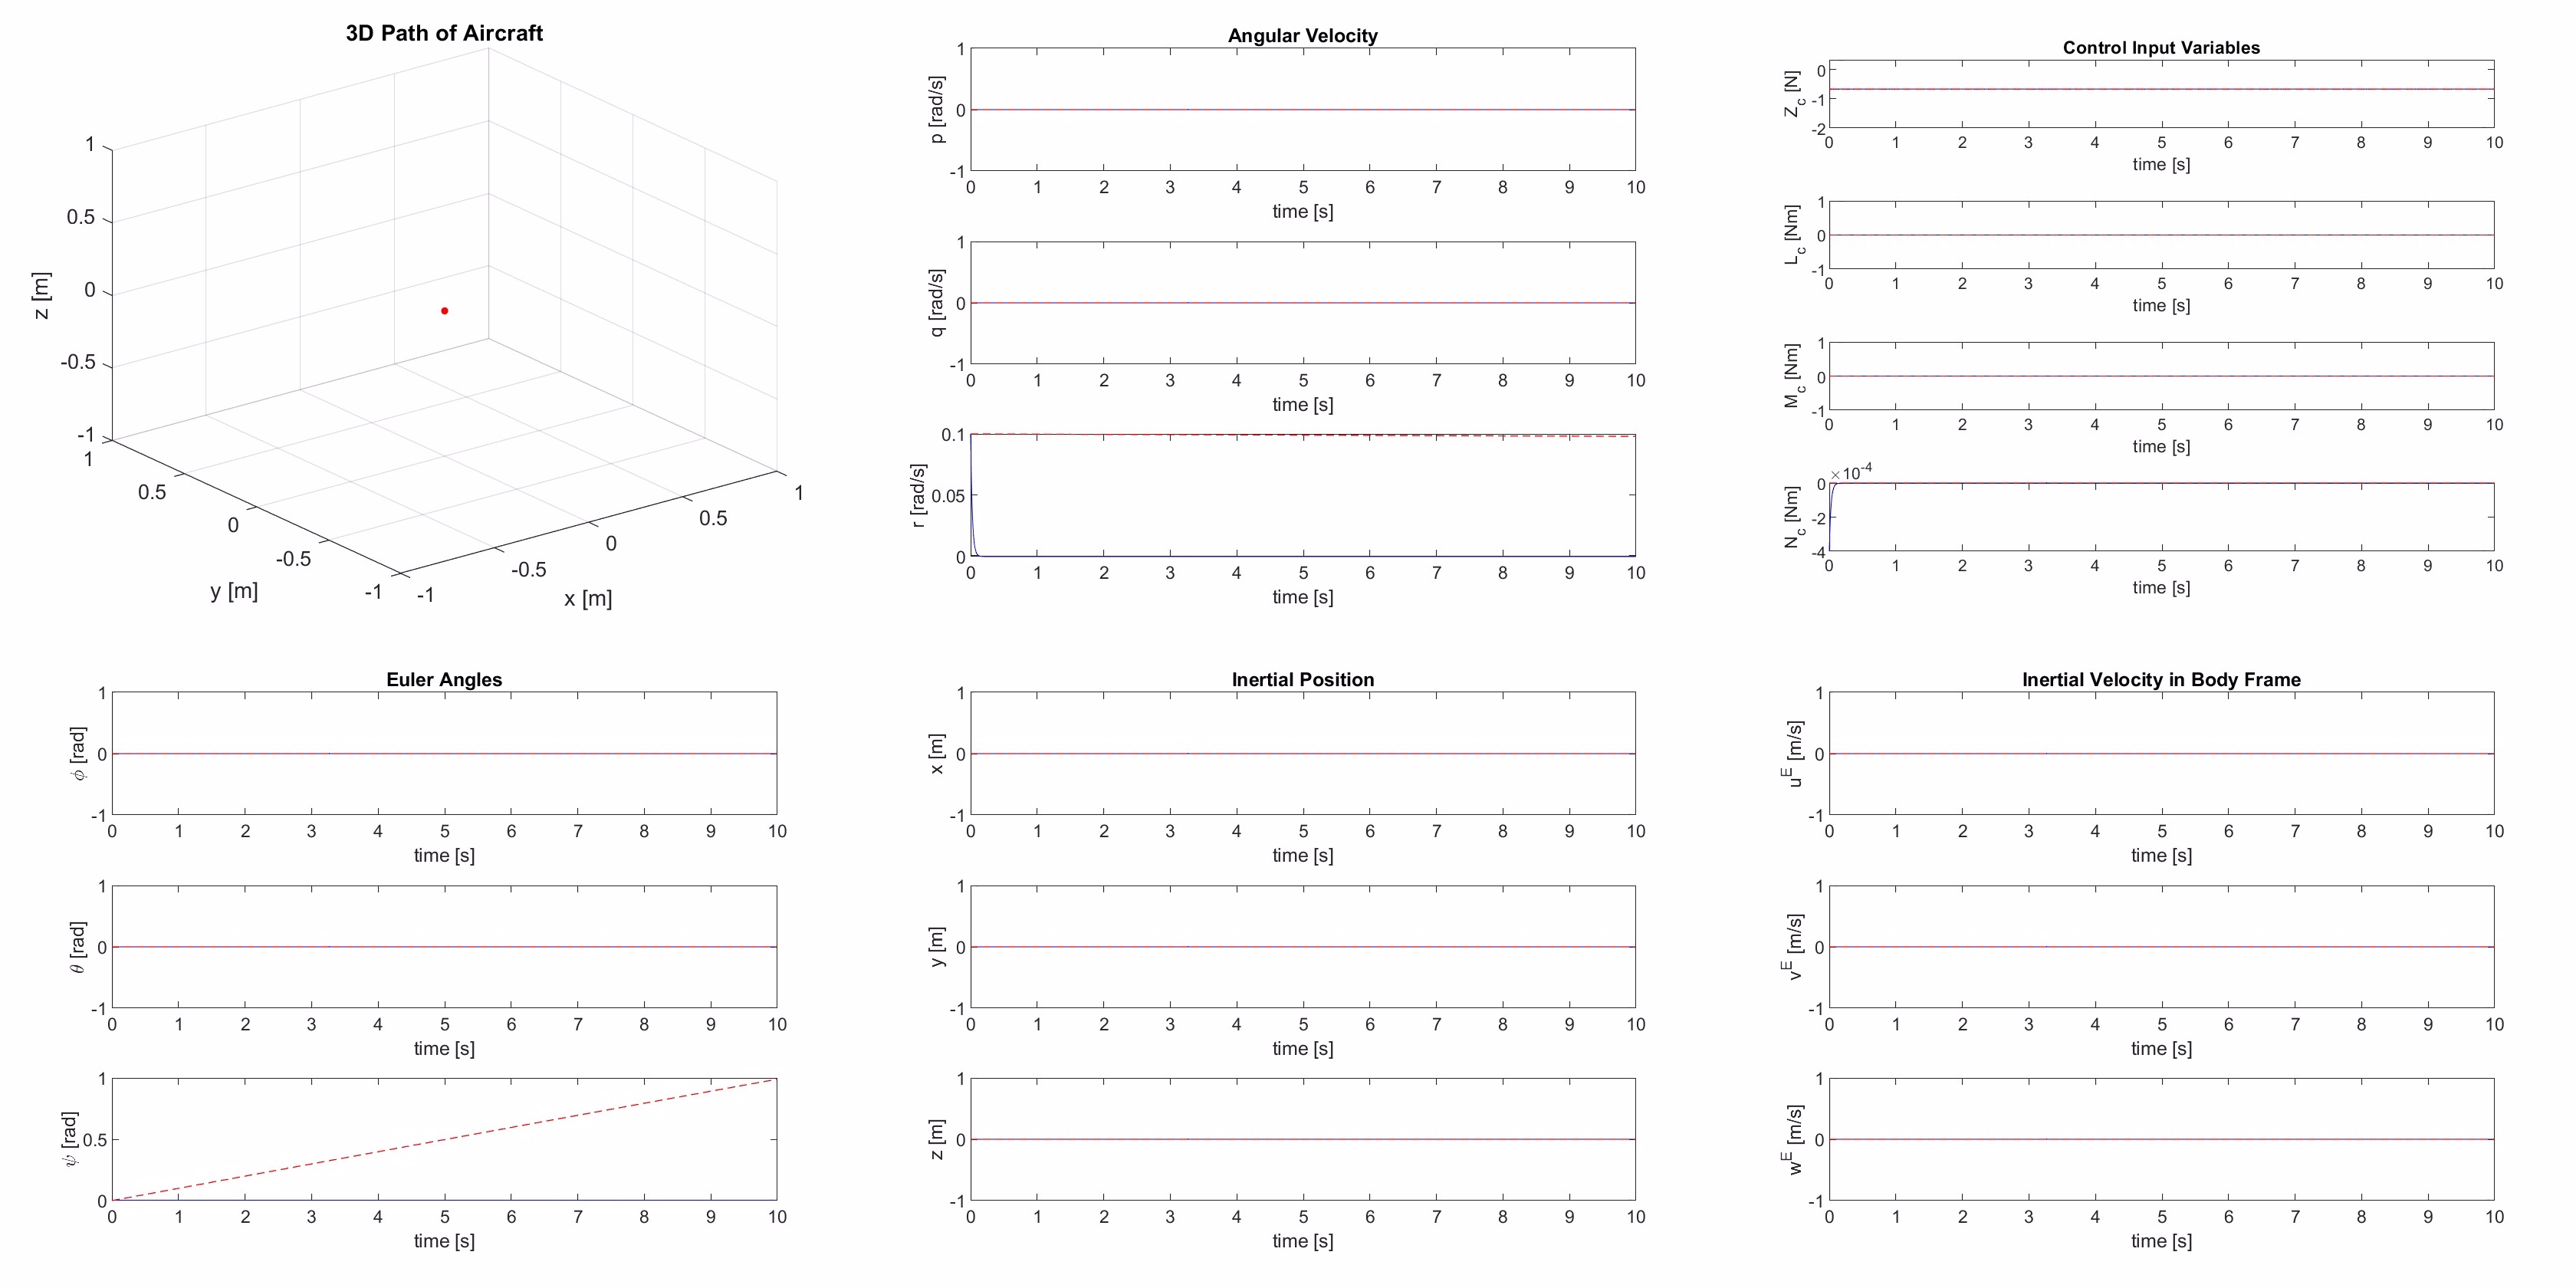 3D Path of Aircraft
1
0.5
0
-0.5
-1
z [m]
1
0.5
0
-0.5
-1
y [m]
-1
-0.5
0
0.5
1
x [m]
Angular Velocity
1
0
-1
p [rad/s]
0 1 2 3 4 5 6 7 8 9 10
time [s]
1
0
-1
q [rad/s]
0 1 2 3 4 5 6 7 8 9 10
time [s]
0.1
0.05
0
r [rad/s]
0 1 2 3 4 5 6 7 8 9 10
time [s]
Control Input Variables
0
-1
-2
Z_c [N]
0 1 2 3 4 5 6 7 8 9 10
time [s]
1
0
-1
L_c [Nm]
0 1 2 3 4 5 6 7 8 9 10
time [s]
1
0
-1
M_c [Nm]
0 1 2 3 4 5 6 7 8 9 10
time [s]
×10^-4
0
-2
-4
N_c [Nm]
0 1 2 3 4 5 6 7 8 9 10
time [s]
Euler Angles
1
0
-1
ϕ [rad]
0 1 2 3 4 5 6 7 8 9 10
time [s]
1
0
-1
θ [rad]
0 1 2 3 4 5 6 7 8 9 10
time [s]
1
0.5
0
ψ [rad]
0 1 2 3 4 5 6 7 8 9 10
time [s]
Inertial Position
1
0
-1
x [m]
0 1 2 3 4 5 6 7 8 9 10
time [s]
1
0
-1
y [m]
0 1 2 3 4 5 6 7 8 9 10
time [s]
1
0
-1
z [m]
0 1 2 3 4 5 6 7 8 9 10
time [s]
Inertial Velocity in Body Frame
1
0
-1
u^E [m/s]
0 1 2 3 4 5 6 7 8 9 10
time [s]
1
0
-1
v^E [m/s]
0 1 2 3 4 5 6 7 8 9 10
time [s]
1
0
-1
w^E [m/s]
0 1 2 3 4 5 6 7 8 9 10
time [s]